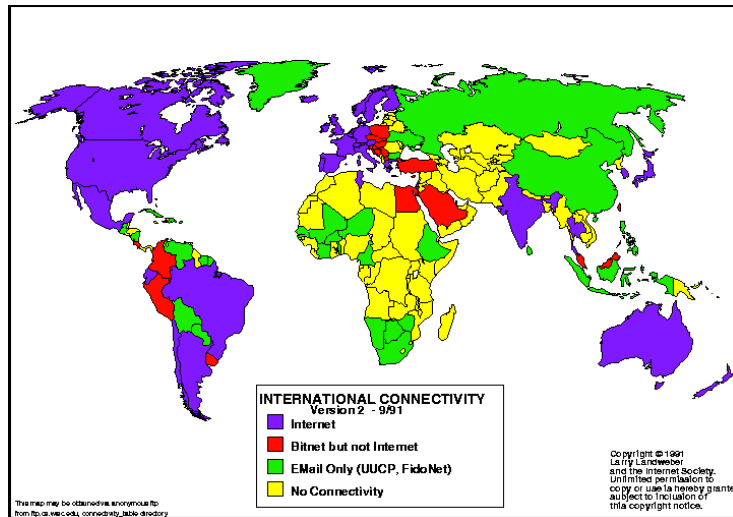 INTERNATIONAL CONNECTIVITY
Version 2 - 9/91
Internet
Bitnet but not Internet
EMail Only (UUCP, FidoNet)
No Connectivity
This map may be obtained via anonymous ftp
from ftp.cs.wisc.edu, connectivity_table directory
Copyright © 1991
Larry Landweber
and the Internet Society.
Unlimited permission to
copy or use is hereby grante
subject to inclusion of
this copyright notice.